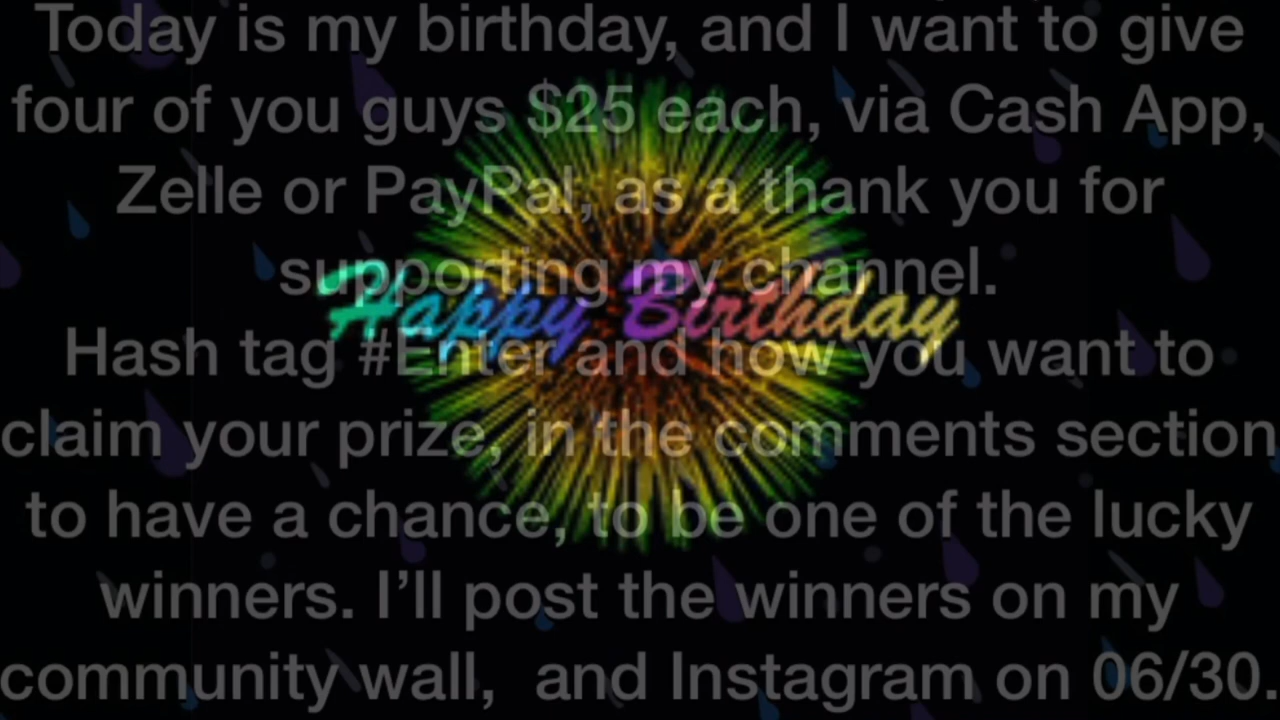 Today is my birthday, and I want to give
four of you guys $25 each, via Cash App,
Zelle or PayPal, as a thank you for
supporting my channel.
Happy Birthday
Hash tag #Enter and how you want to
claim your prize, in the comments section
to have a chance, to be one of the lucky
winners. I’ll post the winners on my
community wall,  and Instagram on 06/30.